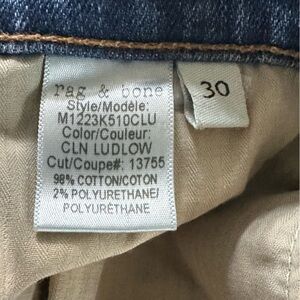 rag & bone
Style/Modèle:
M1223K510CLU
Color/Couleur:
CLN LUDLOW
Cut/Coupe#: 13755
98% COTTON/COTON
2% POLYURETHANE/
POLYURÉTHANE
30